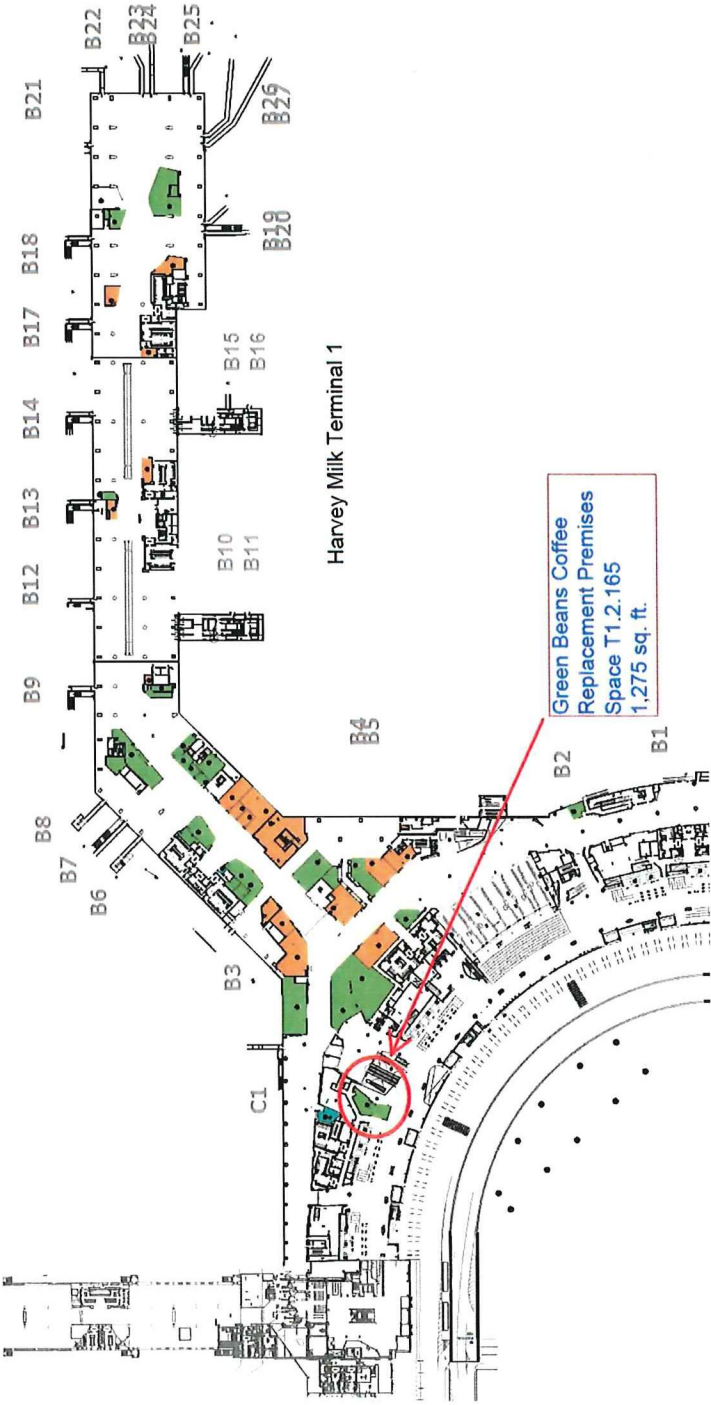 B22
B23
B24
B25
B21
B26
B27
B18
B19
B20
B17
B15
B16
B14
Harvey Milk Terminal 1
B13
B10
B11
B12
B9
Green Beans Coffee
Replacement Premises
Space T1.2.165
1,275 sq. ft.
B4
B5
B2
B1
B8
B7
B6
B3
C1